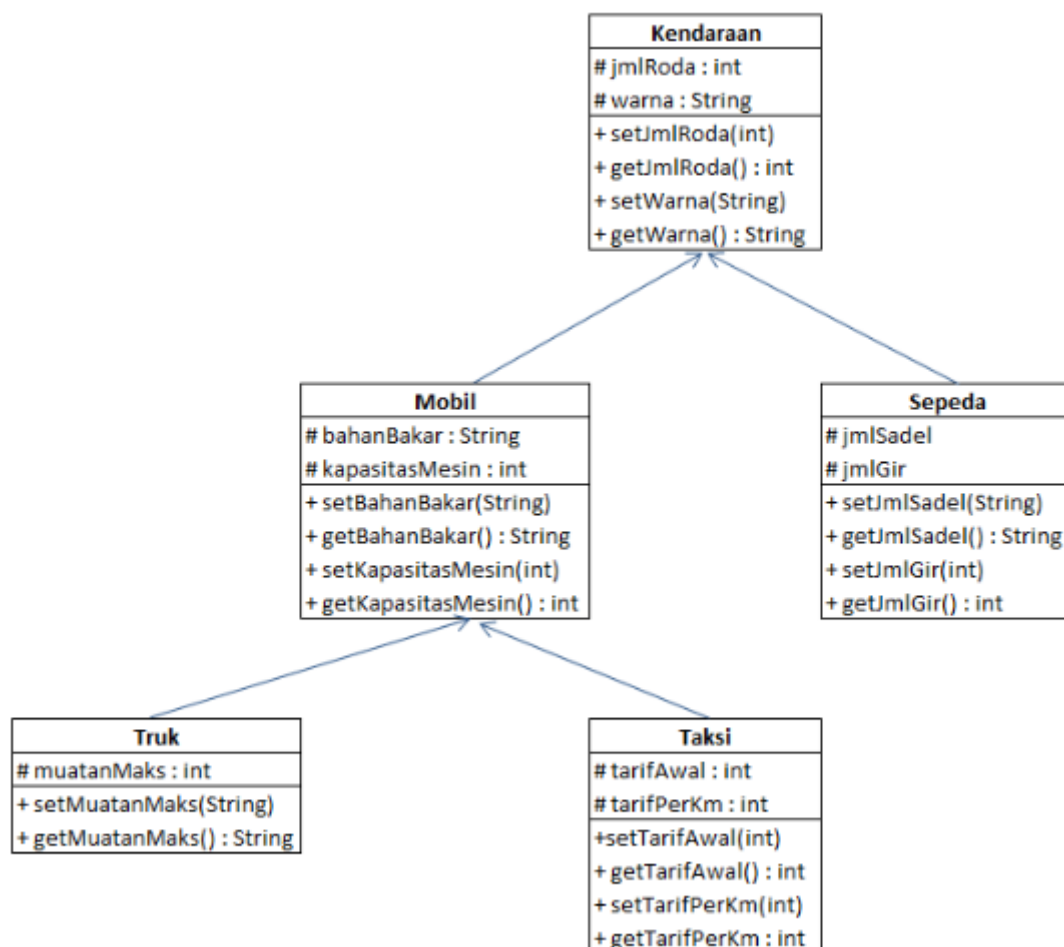 Kendaraan
# jmlRoda : int
# warna : String
+ setJmlRoda(int)
+ getJmlRoda() : int
+ setWarna(String)
+ getWarna() : String
Mobil
# bahanBakar : String
# kapasitasMesin : int
+ setBahanBakar(String)
+ getBahanBakar() : String
+ setKapasitasMesin(int)
+ getKapasitasMesin() : int
Sepeda
# jmlSadel
# jmlGir
+ setJmlSadel(String)
+ getJmlSadel() : String
+ setJmlGir(int)
+ getJmlGir() : int
Truk
# muatanMaks : int
+ setMuatanMaks(String)
+ getMuatanMaks() : String
Taksi
# tarifAwal : int
# tarifPerKm : int
+setTarifAwal(int)
+ getTarifAwal() : int
+ setTarifPerKm(int)
+ getTarifPerKm : int